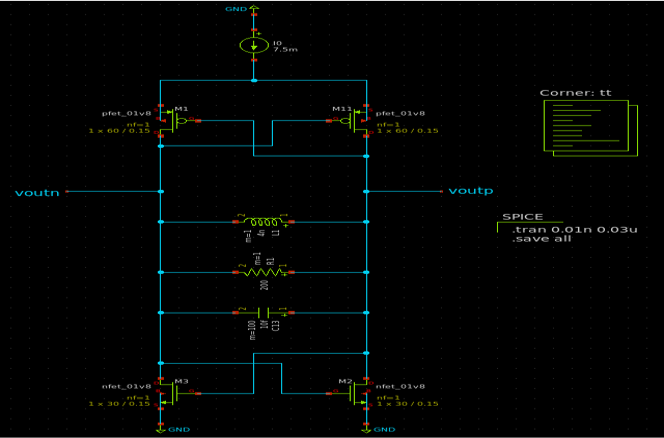 GND
I0
7.5m
Corner: tt
pfet_01v8
M1
M11
pfet_01v8
nf=1
1 x 60 / 0.15
nf=1
1 x 60 / 0.15
voutn
voutp
2
1
m=1
4n
L1
SPICE
.tran 0.01n 0.03u
.save all
2
1
m=1
R1
200
2
1
m=100
10f
C13
nfet_01v8
M3
M2
nfet_01v8
nf=1
1 x 30 / 0.15
nf=1
1 x 30 / 0.15
GND
GND